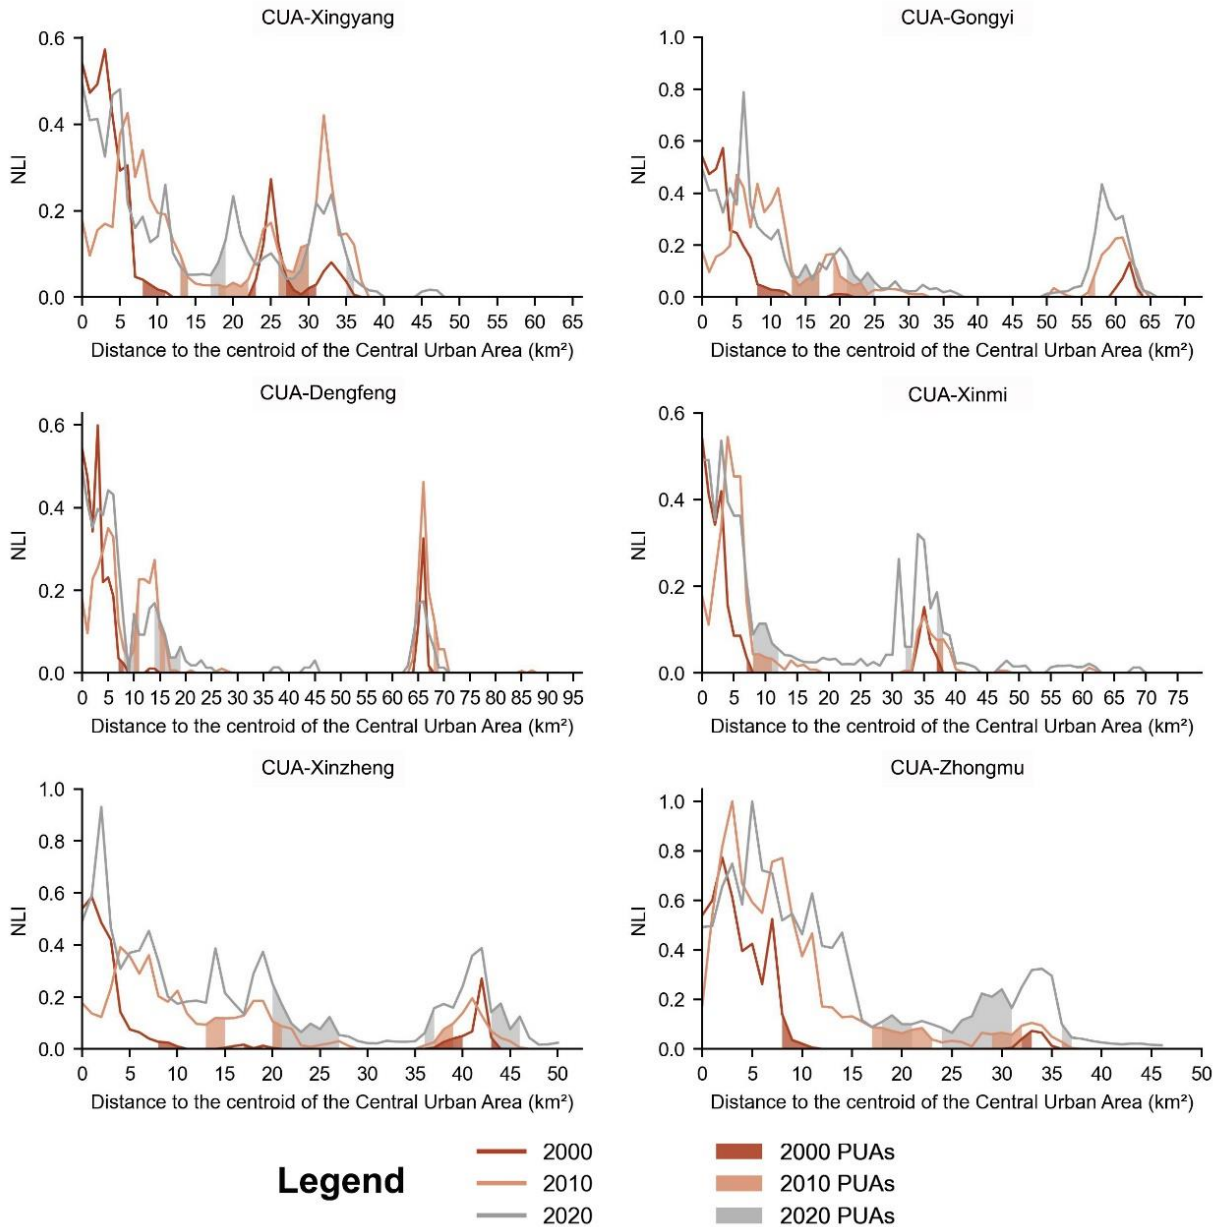 CUA-Xingyang
0.6
0.4
0.2
0.0
NLI
0 5 10 15 20 25 30 35 40 45 50 55 60 65
Distance to the centroid of the Central Urban Area (km²)
CUA-Gongyi
1.0
0.8
0.6
0.4
0.2
0.0
NLI
0 5 10 15 20 25 30 35 40 45 50 55 60 65 70
Distance to the centroid of the Central Urban Area (km²)
CUA-Dengfeng
0.6
0.4
0.2
0.0
NLI
0 5 10 15 20 25 30 35 40 45 50 55 60 65 70 75 80 85 90 95
Distance to the centroid of the Central Urban Area (km²)
CUA-Xinmi
0.6
0.4
0.2
0.0
NLI
0 5 10 15 20 25 30 35 40 45 50 55 60 65 70 75
Distance to the centroid of the Central Urban Area (km²)
CUA-Xinzheng
1.0
0.8
0.6
0.4
0.2
0.0
NLI
0 5 10 15 20 25 30 35 40 45 50
Distance to the centroid of the Central Urban Area (km²)
CUA-Zhongmu
1.0
0.8
0.6
0.4
0.2
0.0
NLI
0 5 10 15 20 25 30 35 40 45 50
Distance to the centroid of the Central Urban Area (km²)
Legend
2000
2010
2020
2000 PUAs
2010 PUAs
2020 PUAs